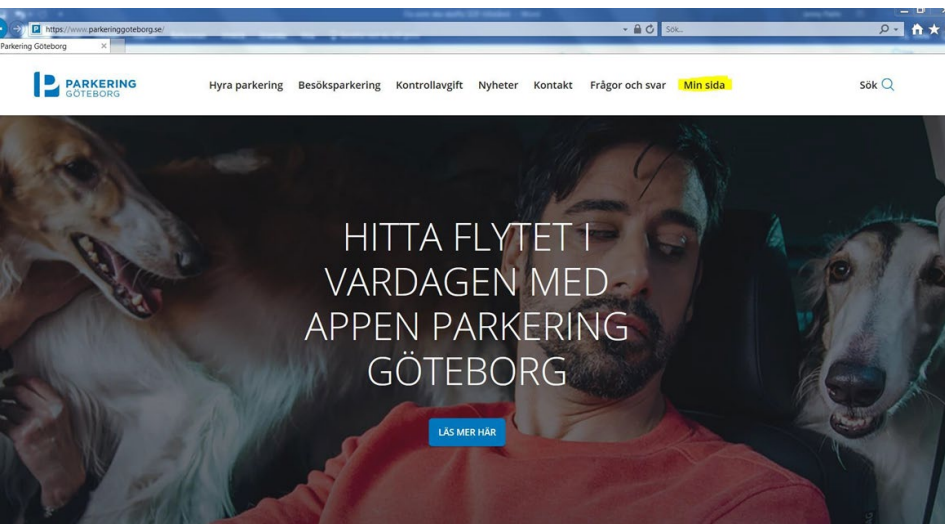 https://www.parkeringgoteborg.se/
Sök...
Parkering Göteborg
PARKERING
GÖTEBORG
Hyra parkering Besöksparkering Kontrollavgift Nyheter Kontakt Frågor och svar Min sida Sök
HITTA FLYTET I
VARDAGEN MED
APPEN PARKERING
GÖTEBORG
LÄS MER HÄR